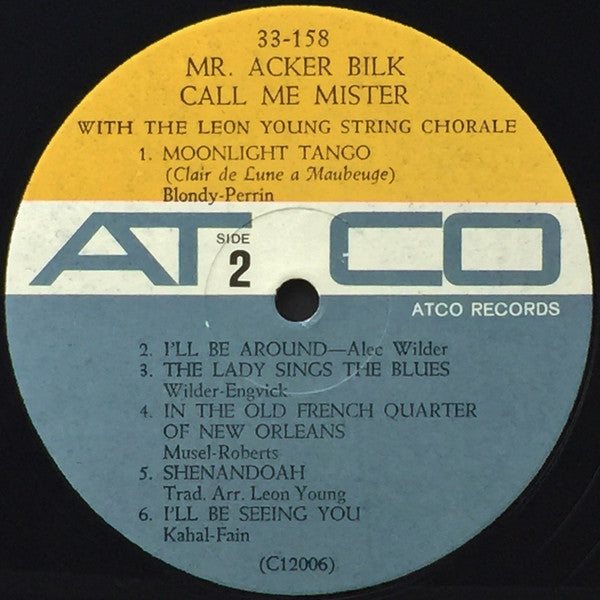 33-158
MR. ACKER BILK
CALL ME MISTER
WITH THE LEON YOUNG STRING CHORALE
1. MOONLIGHT TANGO
(Clair de Lune a Maubeuge)
Blondy-Perrin
ATCO
SIDE
2
ATCO RECORDS
2. I'LL BE AROUND—Alec Wilder
3. THE LADY SINGS THE BLUES
Wilder-Engvick
4. IN THE OLD FRENCH QUARTER
OF NEW ORLEANS
Musel-Roberts
5. SHENANDOAH
Trad. Arr. Leon Young
6. I'LL BE SEEING YOU
Kahal-Fain
(C12006)